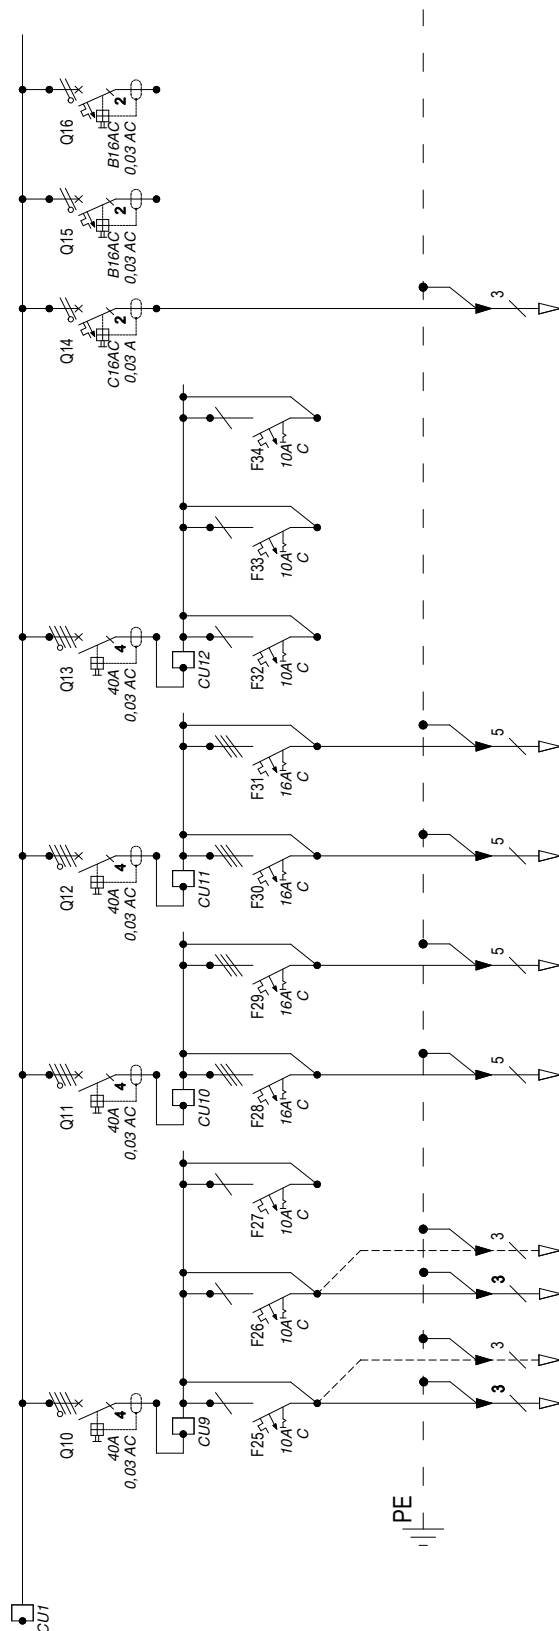 CU1
Q10
40A
0,03 AC
4
CU9
F25
10A
C
3
3
F26
10A
C
3
3
F27
10A
C
Q11
40A
0,03 AC
4
CU10
F28
16A
C
5
F29
16A
C
5
Q12
40A
0,03 AC
4
CU11
F30
16A
C
5
F31
16A
C
5
Q13
40A
0,03 AC
4
CU12
F32
10A
C
F33
10A
C
F34
10A
C
Q14
C16AC
0,03 A
2
3
Q15
B16AC
0,03 AC
2
Q16
B16AC
0,03 AC
2
PE